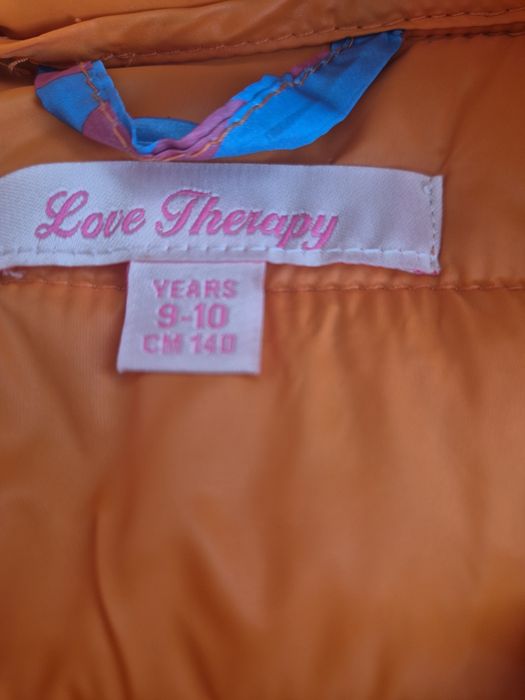 Love Therapy
YEARS
9-10
CM 140